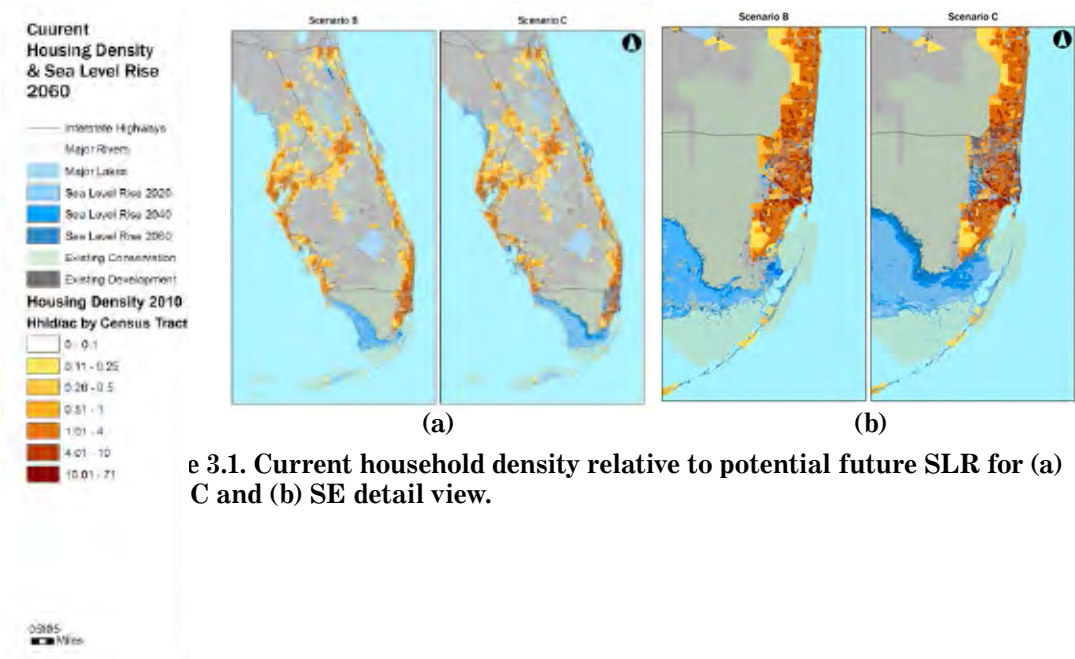 Cuurent
Housing Density
& Sea Level Rise
2060
Interstate Highways
Major Rivers
Major Lakes
Sea Level Rise 2020
Sea Level Rise 2040
Sea Level Rise 2060
Existing Conservation
Existing Development
Housing Density 2010
Hhld/ac by Census Tract
0 - 0.1
0.11 - 0.25
0.26 - 0.5
0.51 - 1
1.01 - 4
4.01 - 10
10.01 - 71
Miles
Scenario B
Scenario C
(a)
Scenario B
Scenario C
(b)
e 3.1. Current household density relative to potential future SLR for (a)
C and (b) SE detail view.